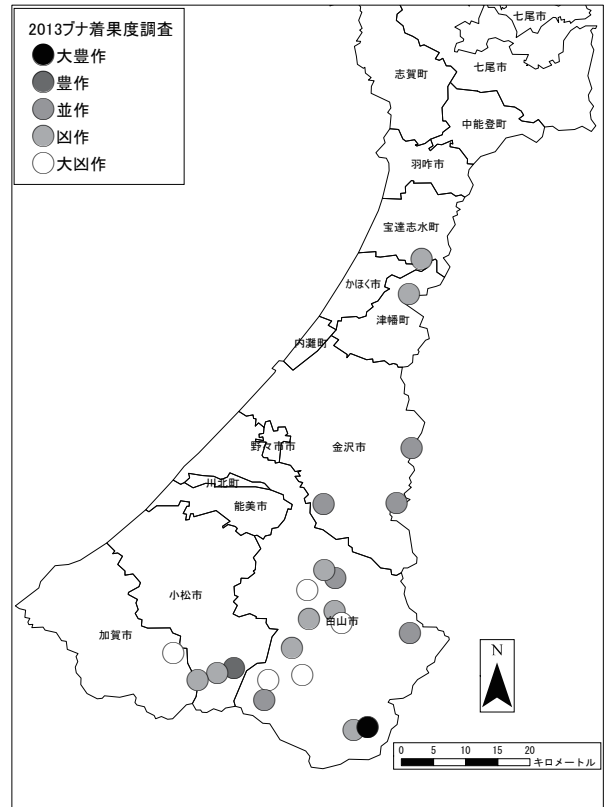 2013ブナ着果度調査
大豊作
豊作
並作
凶作
大凶作
七尾市
七尾市
志賀町
中能登町
羽咋市
宝達志水町
かほく市
津幡町
内灘町
野々市市
金沢市
川北町
能美市
小松市
白山市
加賀市
N
0 5 10 15 20
キロメートル